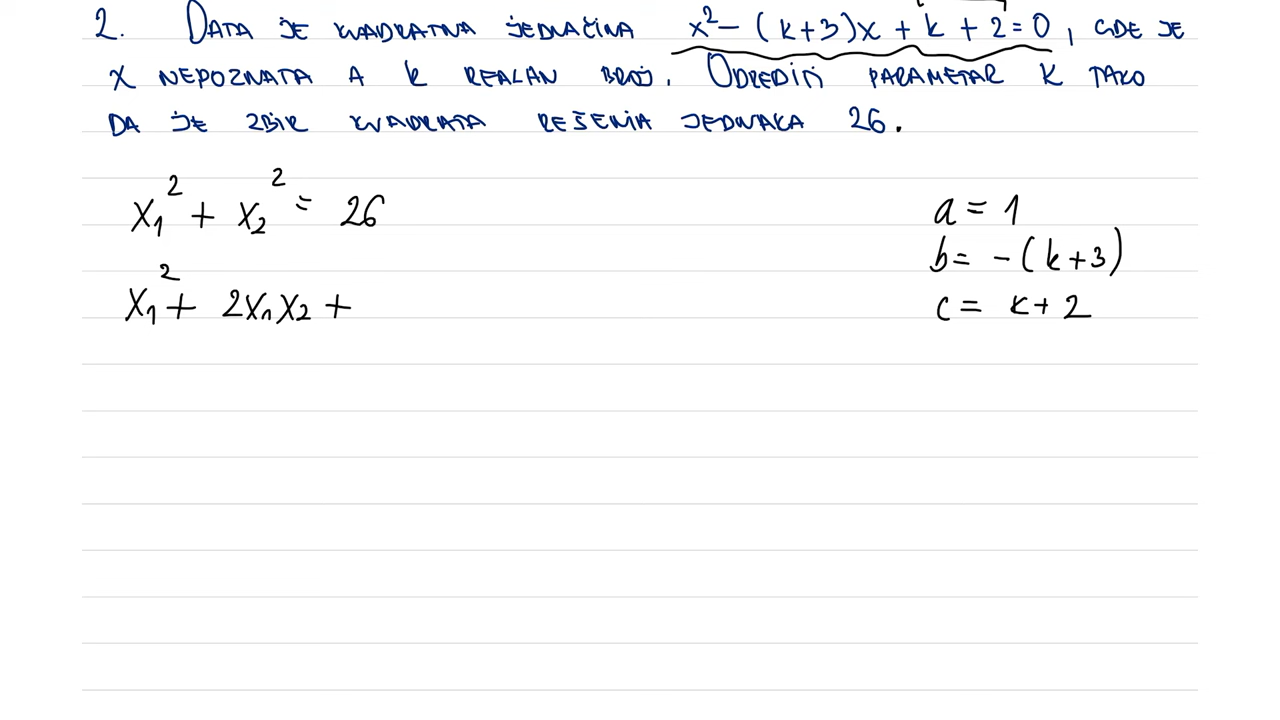 2. DATA JE KVADRATNA JEDNAČINA x² − (k+3)x + k + 2 = 0, GDE JE
X NEPOZNATA A k REALAN BROJ. ODREDITI PARAMETAR K TAKO
DA JE ZBIR KVADRATA REŠENJA JEDNAKA 26.
x₁² + x₂² = 26
x₁² + 2x₁x₂ +
a = 1
b = −(k+3)
c = k+2